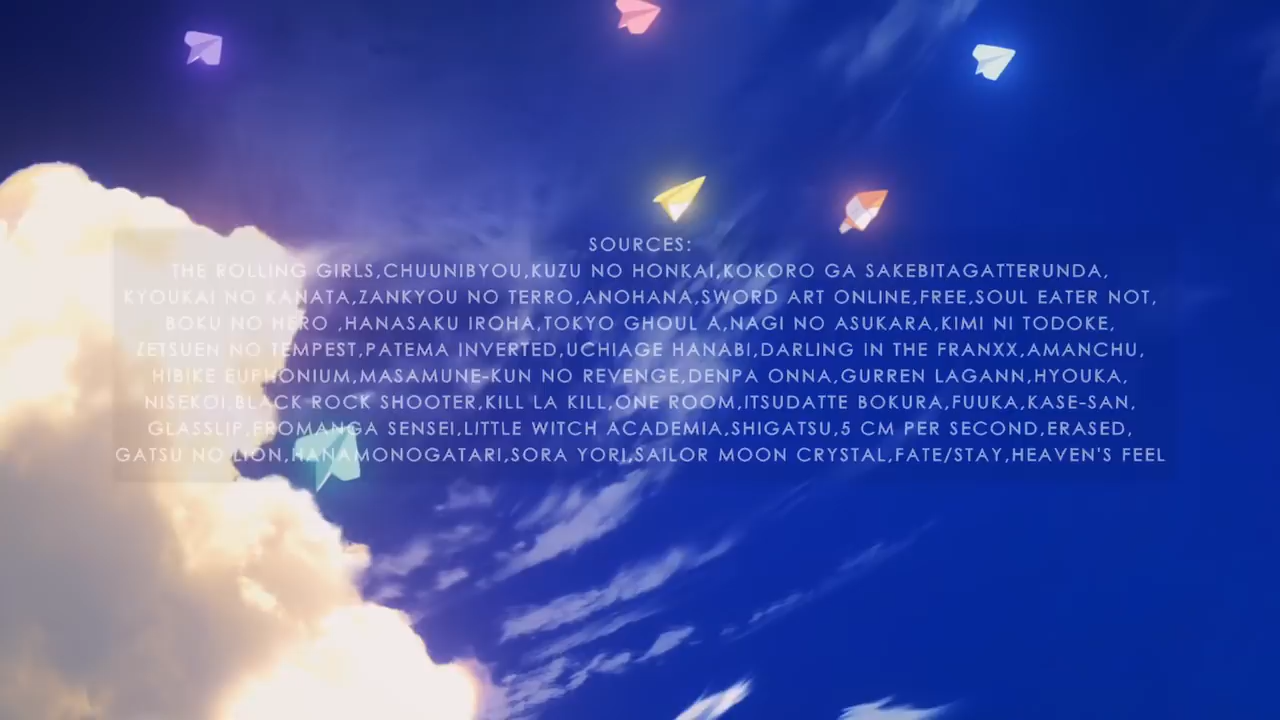 SOURCES:
THE ROLLING GIRLS,CHUUNIBYOU,KUZU NO HONKAI,KOKORO GA SAKEBITAGATTERUNDA,
KYOUKAI NO KANATA,ZANKYOU NO TERRO,ANOHANA,SWORD ART ONLINE,FREE,SOUL EATER NOT,
BOKU NO HERO ,HANASAKU IROHA,TOKYO GHOUL A,NAGI NO ASUKARA,KIMI NI TODOKE,
ZETSUEN NO TEMPEST,PATEMA INVERTED,UCHIAGE HANABI,DARLING IN THE FRANXX,AMANCHU,
HIBIKE EUPHONIUM,MASAMUNE-KUN NO REVENGE,DENPA ONNA,GURREN LAGANN,HYOUKA,
NISEKOI,BLACK ROCK SHOOTER,KILL LA KILL,ONE ROOM,ITSUDATTE BOKURA,FUUKA,KASE-SAN,
GLASSLIP,EROMANGA SENSEI,LITTLE WITCH ACADEMIA,SHIGATSU,5 CM PER SECOND,ERASED,
GATSU NO LION,HANAMONOGATARI,SORA YORI,SAILOR MOON CRYSTAL,FATE/STAY,HEAVEN'S FEEL